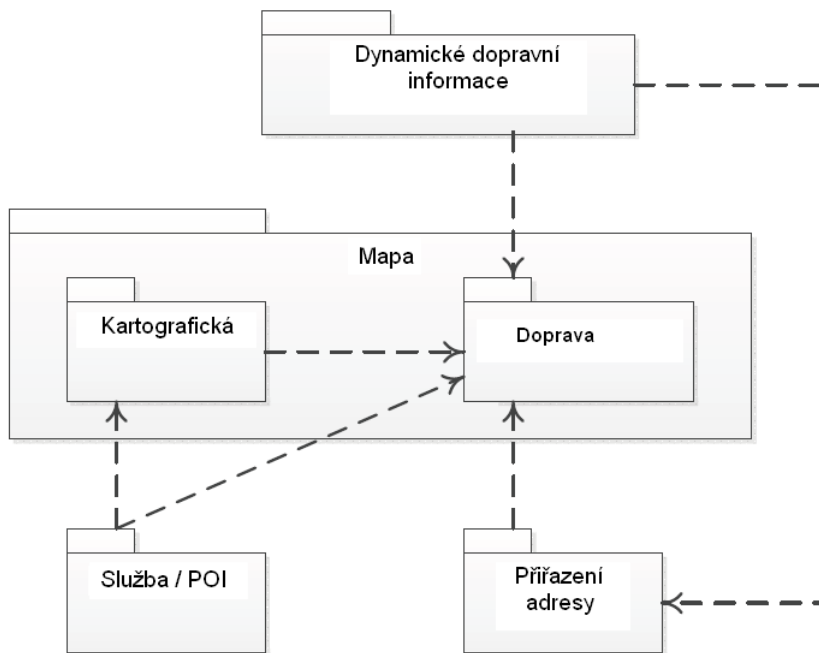 Dynamické dopravní
informace
Mapa
Kartografická
Doprava
Služba / POI
Přiřazení
adresy